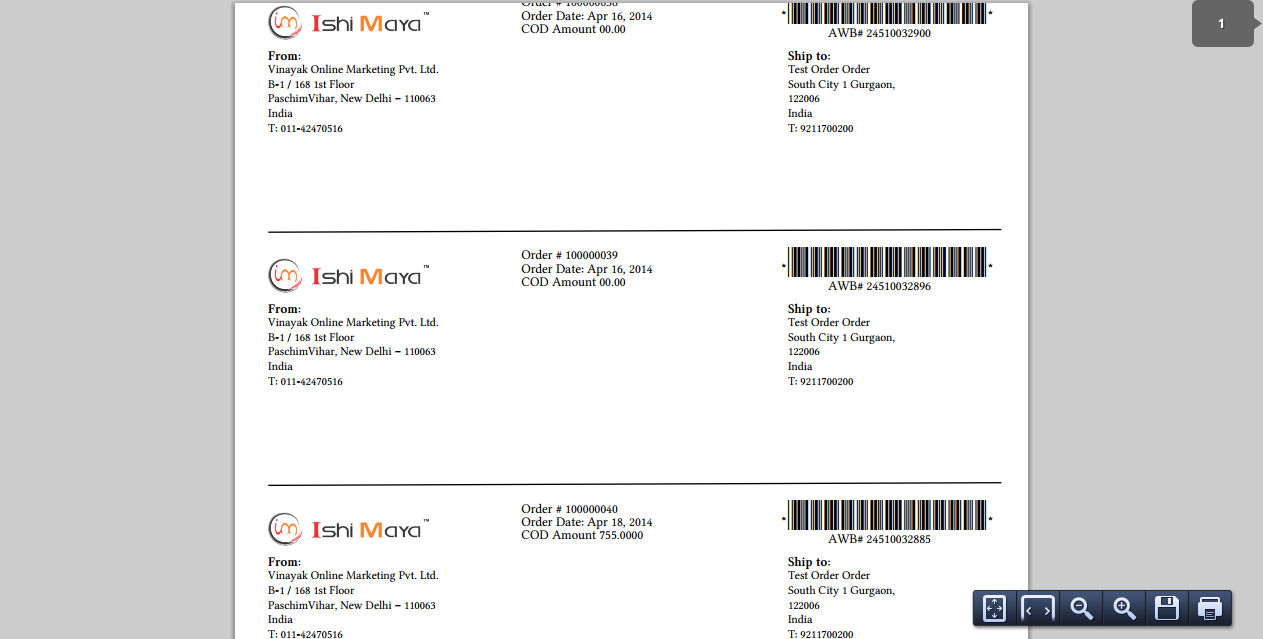 Order # 100000038
Ishi Maya™
Order Date: Apr 16, 2014
COD Amount 00.00
* *
AWB# 24510032900
From:
Vinayak Online Marketing Pvt. Ltd.
B-1 / 168 1st Floor
PaschimVihar, New Delhi – 110063
India
T: 011-42470516
Ship to:
Test Order Order
South City 1 Gurgaon,
122006
India
T: 9211700200
im
Ishi Maya™
Order # 100000039
Order Date: Apr 16, 2014
COD Amount 00.00
* *
AWB# 24510032896
From:
Vinayak Online Marketing Pvt. Ltd.
B-1 / 168 1st Floor
PaschimVihar, New Delhi – 110063
India
T: 011-42470516
Ship to:
Test Order Order
South City 1 Gurgaon,
122006
India
T: 9211700200
im
Ishi Maya™
Order # 100000040
Order Date: Apr 18, 2014
COD Amount 755.0000
* *
AWB# 24510032885
From:
Vinayak Online Marketing Pvt. Ltd.
B-1 / 168 1st Floor
PaschimVihar, New Delhi – 110063
India
T: 011-42470516
Ship to:
Test Order Order
South City 1 Gurgaon,
122006
India
T: 9211700200
1